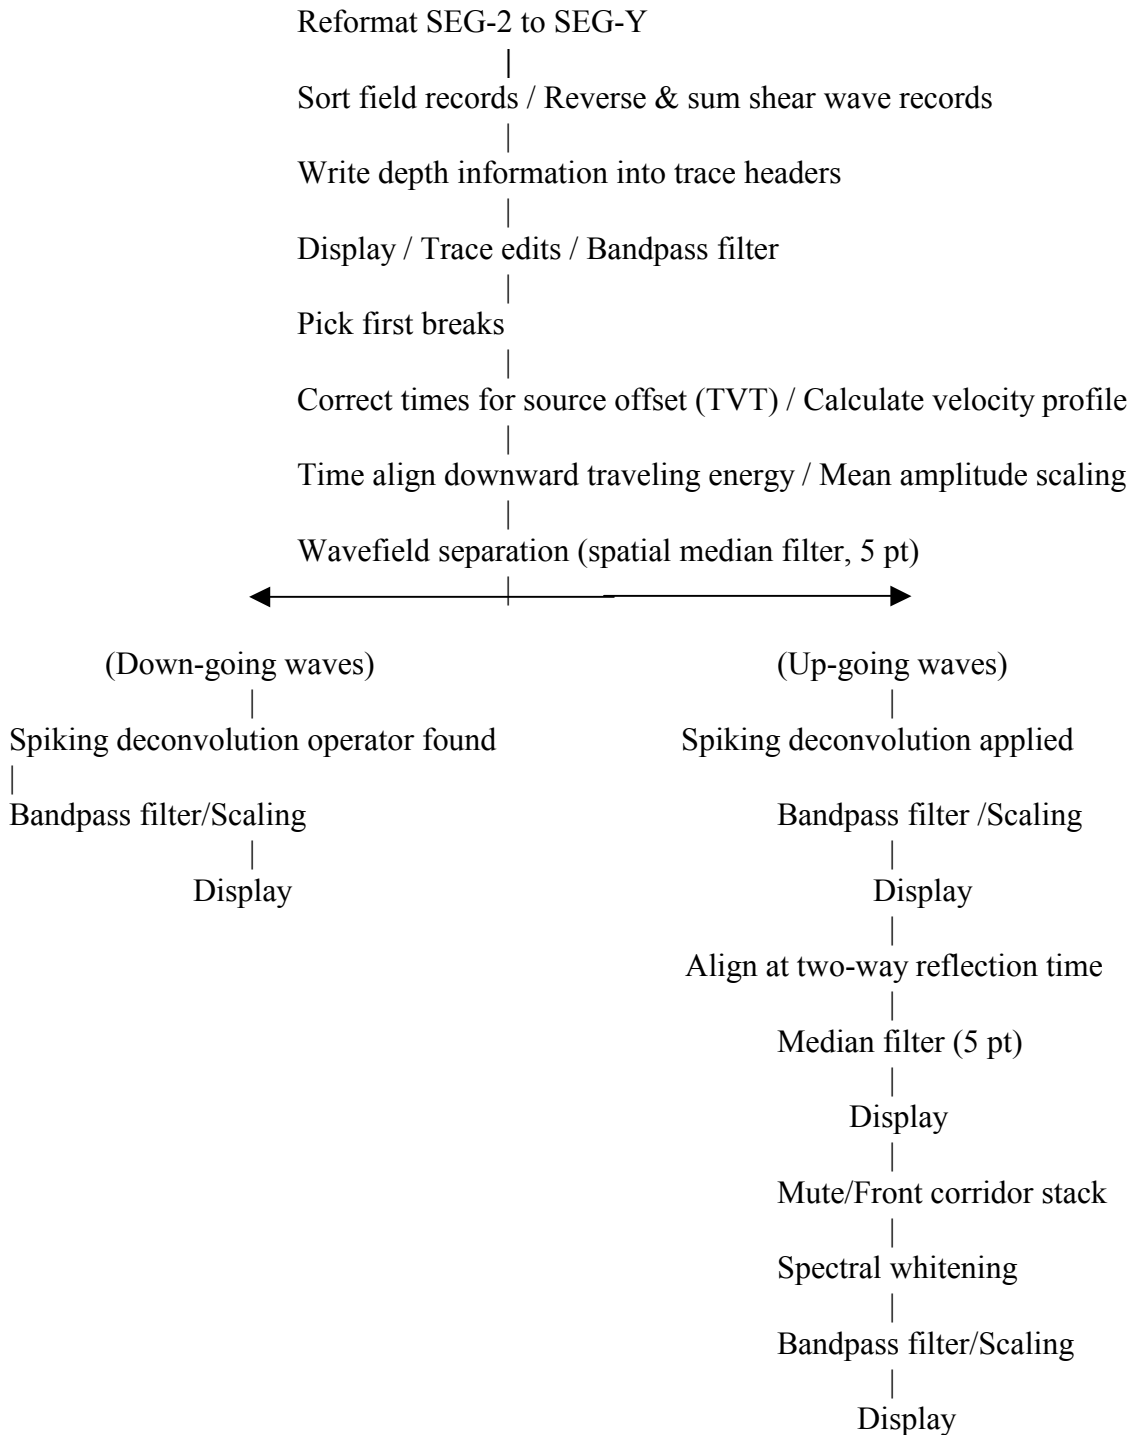 Reformat SEG-2 to SEG-Y
Sort field records / Reverse & sum shear wave records
Write depth information into trace headers
Display / Trace edits / Bandpass filter
Pick first breaks
Correct times for source offset (TVT) / Calculate velocity profile
Time align downward traveling energy / Mean amplitude scaling
Wavefield separation (spatial median filter, 5 pt)
(Down-going waves)
Spiking deconvolution operator found
Bandpass filter/Scaling
Display
(Up-going waves)
Spiking deconvolution applied
Bandpass filter /Scaling
Display
Align at two-way reflection time
Median filter (5 pt)
Display
Mute/Front corridor stack
Spectral whitening
Bandpass filter/Scaling
Display